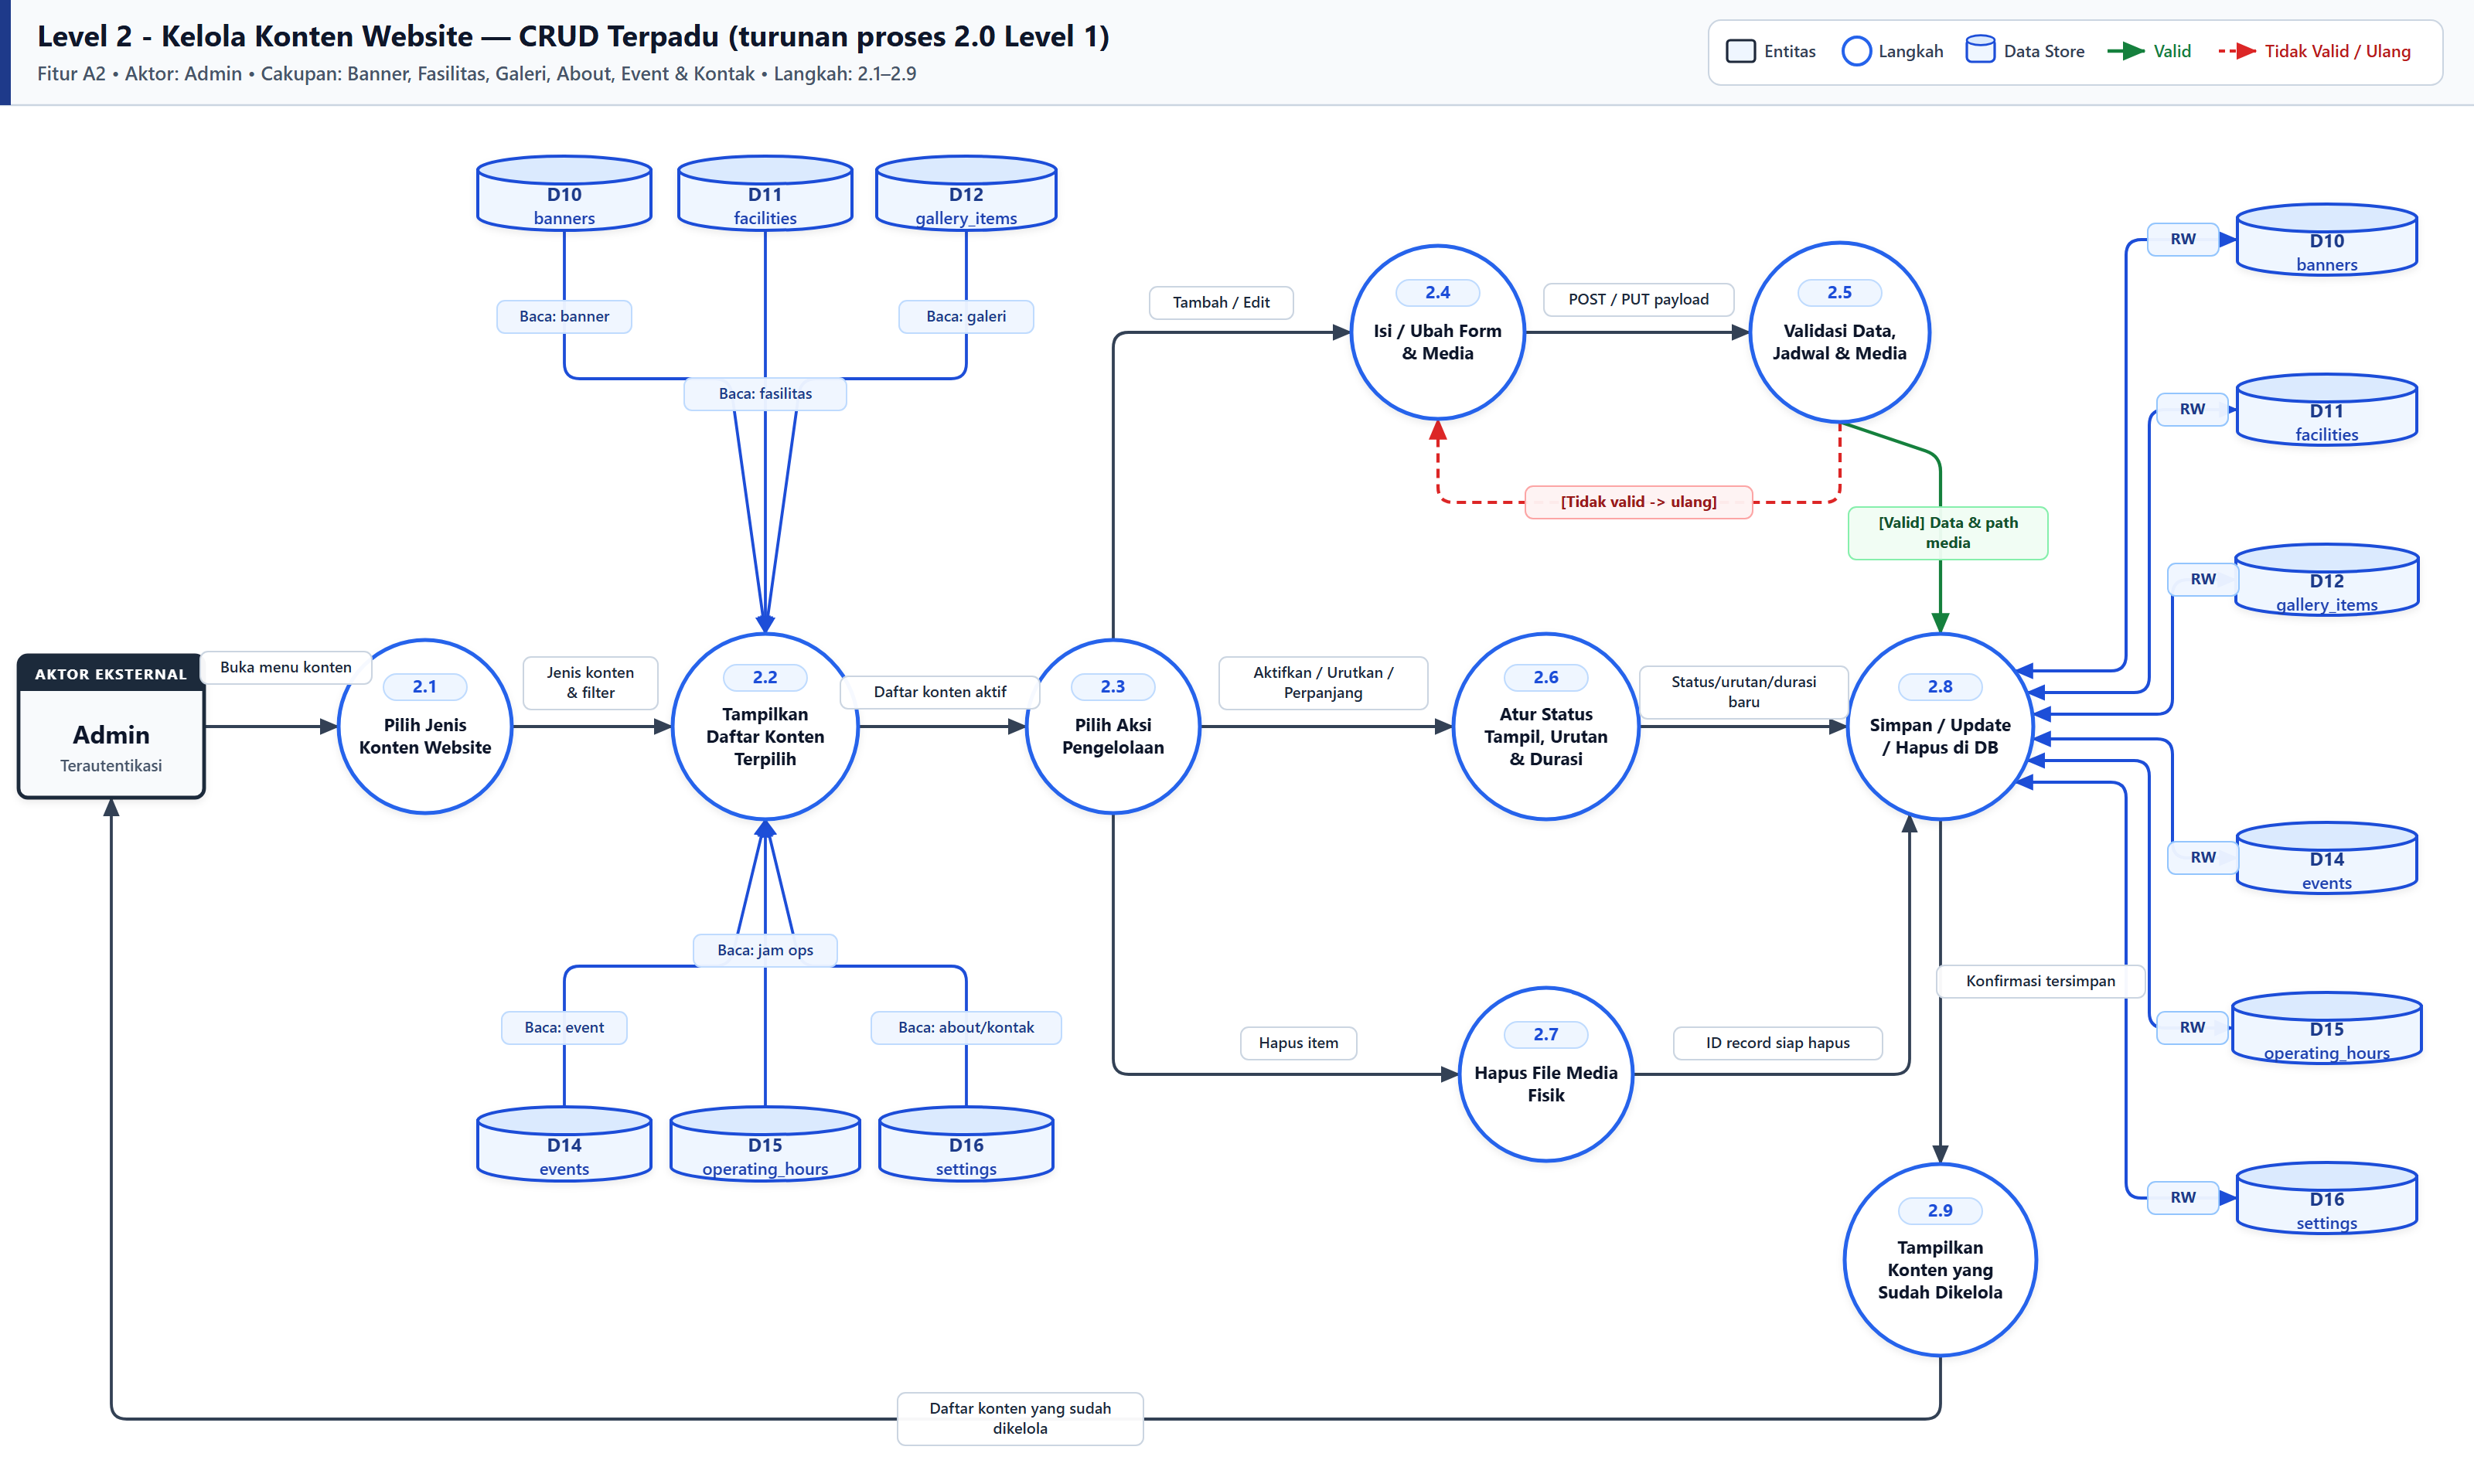 Level 2 - Kelola Konten Website — CRUD Terpadu (turunan proses 2.0 Level 1)
Fitur A2 • Aktor: Admin • Cakupan: Banner, Fasilitas, Galeri, About, Event & Kontak • Langkah: 2.1–2.9
Entitas
Langkah
Data Store
Valid
Tidak Valid / Ulang
D10
banners
D11
facilities
D12
gallery_items
Baca: banner
Baca: galeri
Baca: fasilitas
Tambah / Edit
2.4
Isi / Ubah Form
& Media
POST / PUT payload
2.5
Validasi Data,
Jadwal & Media
[Tidak valid -> ulang]
[Valid] Data & path
media
RW
D10
banners
RW
D11
facilities
RW
D12
gallery_items
AKTOR EKSTERNAL
Admin
Terautentikasi
Buka menu konten
2.1
Pilih Jenis
Konten Website
Jenis konten
& filter
2.2
Tampilkan
Daftar Konten
Terpilih
Daftar konten aktif
2.3
Pilih Aksi
Pengelolaan
Aktifkan / Urutkan /
Perpanjang
2.6
Atur Status
Tampil, Urutan
& Durasi
Status/urutan/durasi
baru
2.8
Simpan / Update
/ Hapus di DB
RW
D14
events
Baca: jam ops
Baca: event
Baca: about/kontak
Hapus item
2.7
Hapus File Media
Fisik
ID record siap hapus
Konfirmasi tersimpan
RW
D15
operating_hours
D14
events
D15
operating_hours
D16
settings
RW
D16
settings
2.9
Tampilkan
Konten yang
Sudah Dikelola
Daftar konten yang sudah
dikelola